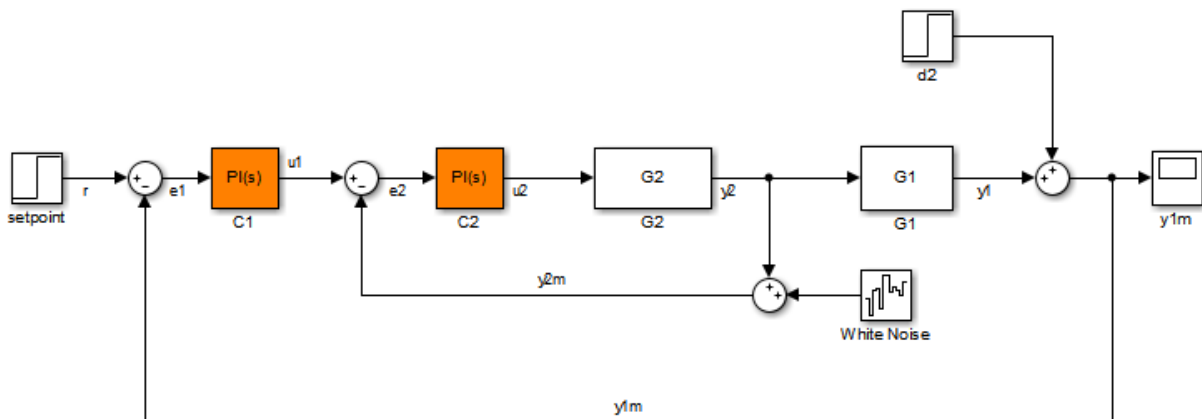 d2
setpoint
r
e1
PI(s)
C1
u1
e2
PI(s)
C2
u2
G2
G2
y2
G1
G1
y1
y1m
y2m
White Noise
y1m